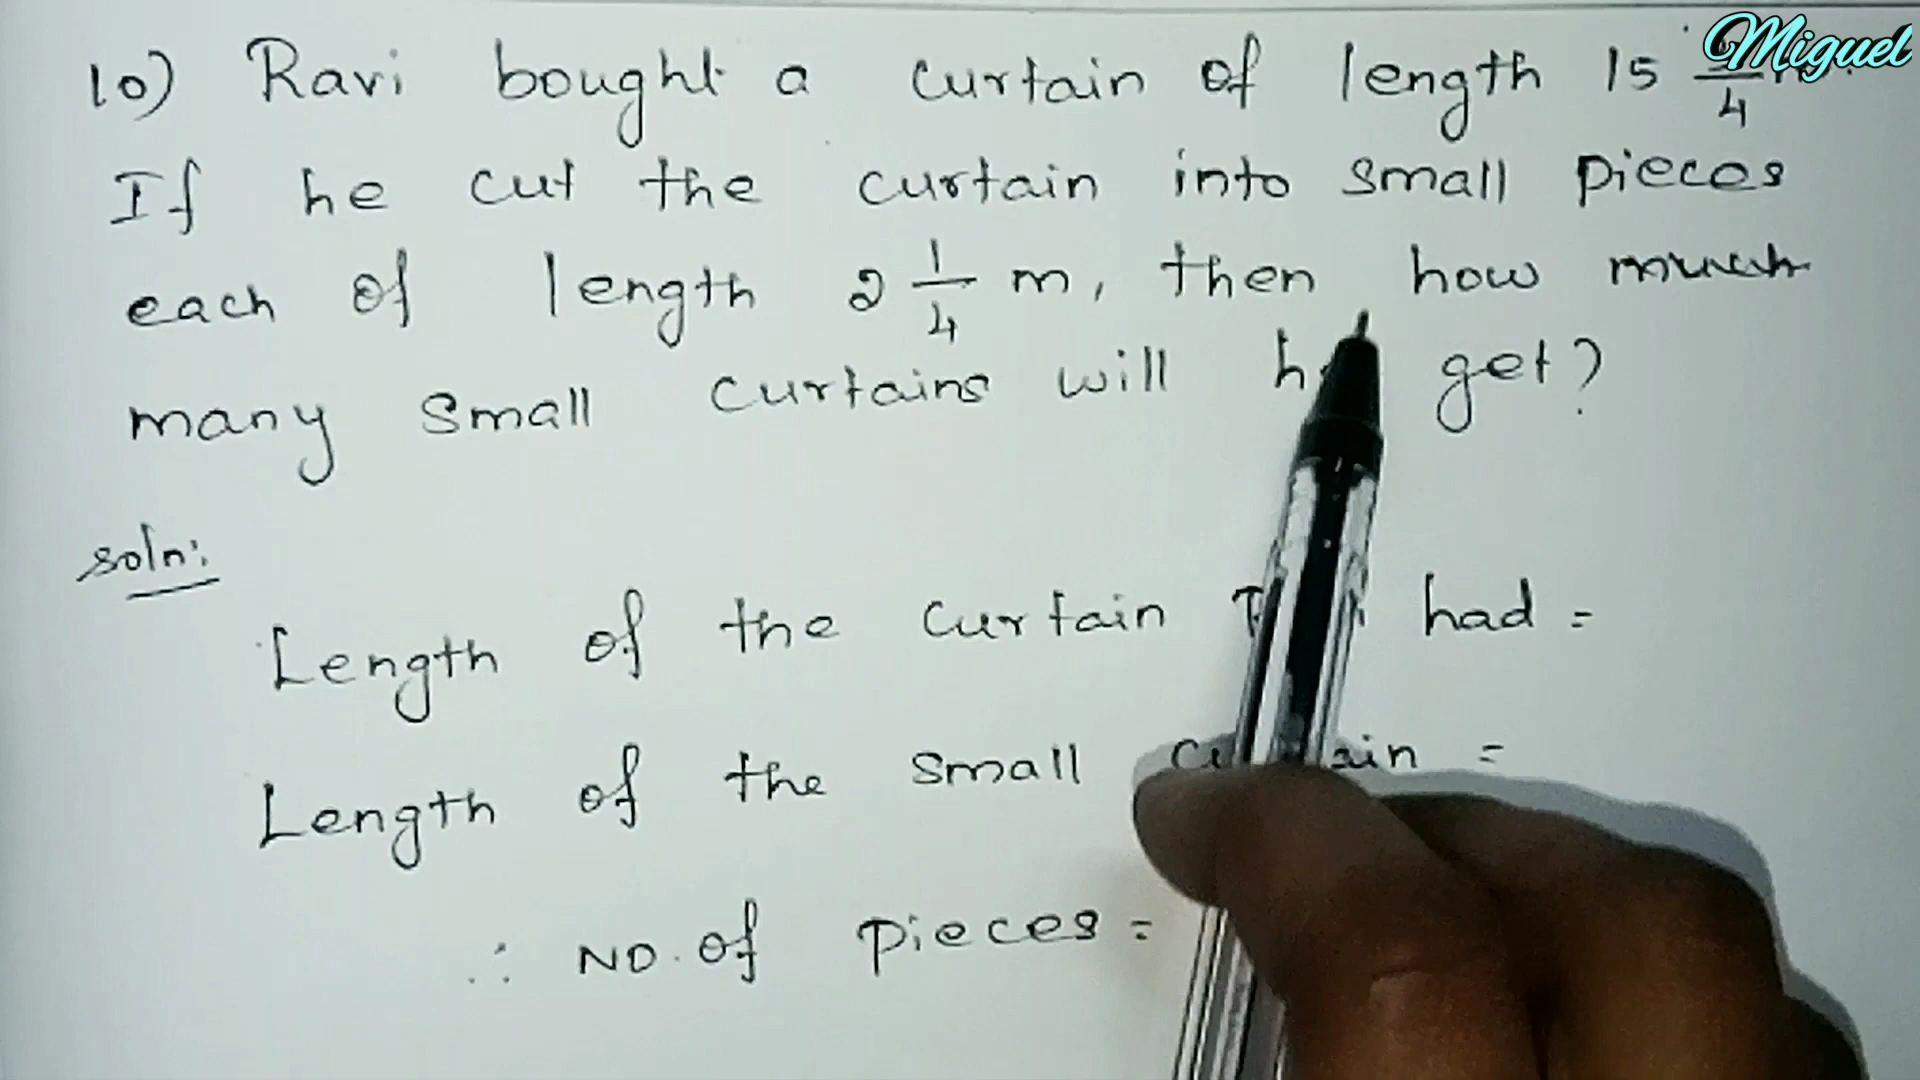 Miguel
10) Ravi bought a curtain of length 15 /4
If he cut the curtain into small pieces
each of length 2 1/4 m, then how much
many small curtains will he get?
soln:
Length of the curtain had =
Length of the small curtain =
∴ NO. of pieces =